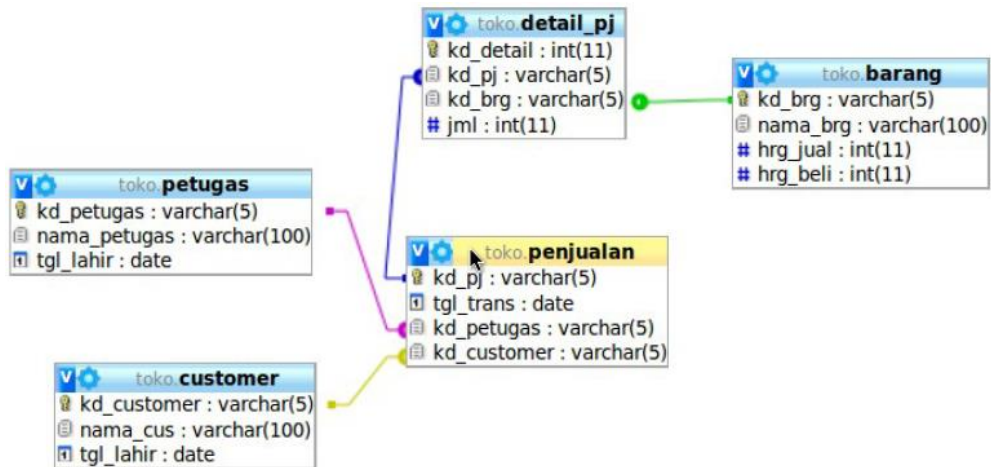 toko.detail_pj
kd_detail : int(11)
kd_pj : varchar(5)
kd_brg : varchar(5)
# jml : int(11)
toko.barang
kd_brg : varchar(5)
nama_brg : varchar(100)
# hrg_jual : int(11)
# hrg_beli : int(11)
toko.petugas
kd_petugas : varchar(5)
nama_petugas : varchar(100)
tgl_lahir : date
toko.penjualan
kd_pj : varchar(5)
tgl_trans : date
kd_petugas : varchar(5)
kd_customer : varchar(5)
toko.customer
kd_customer : varchar(5)
nama_cus : varchar(100)
tgl_lahir : date